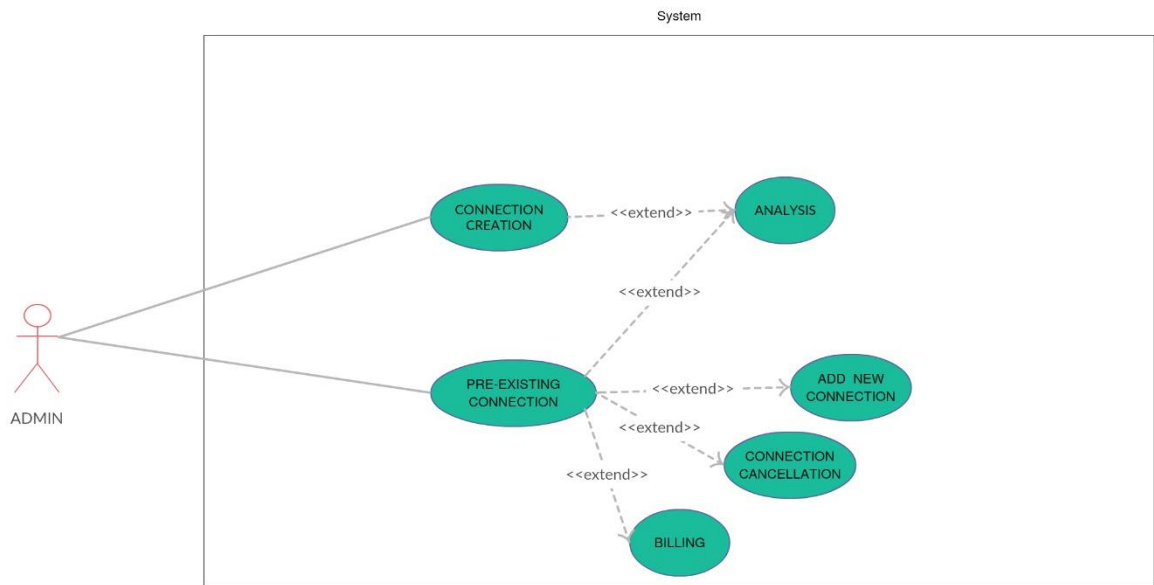 System
CONNECTION
CREATION
<<extend>>
ANALYSIS
<<extend>>
ADMIN
PRE-EXISTING
CONNECTION
<<extend>>
ADD NEW
CONNECTION
<<extend>>
CONNECTION
CANCELLATION
<<extend>>
BILLING